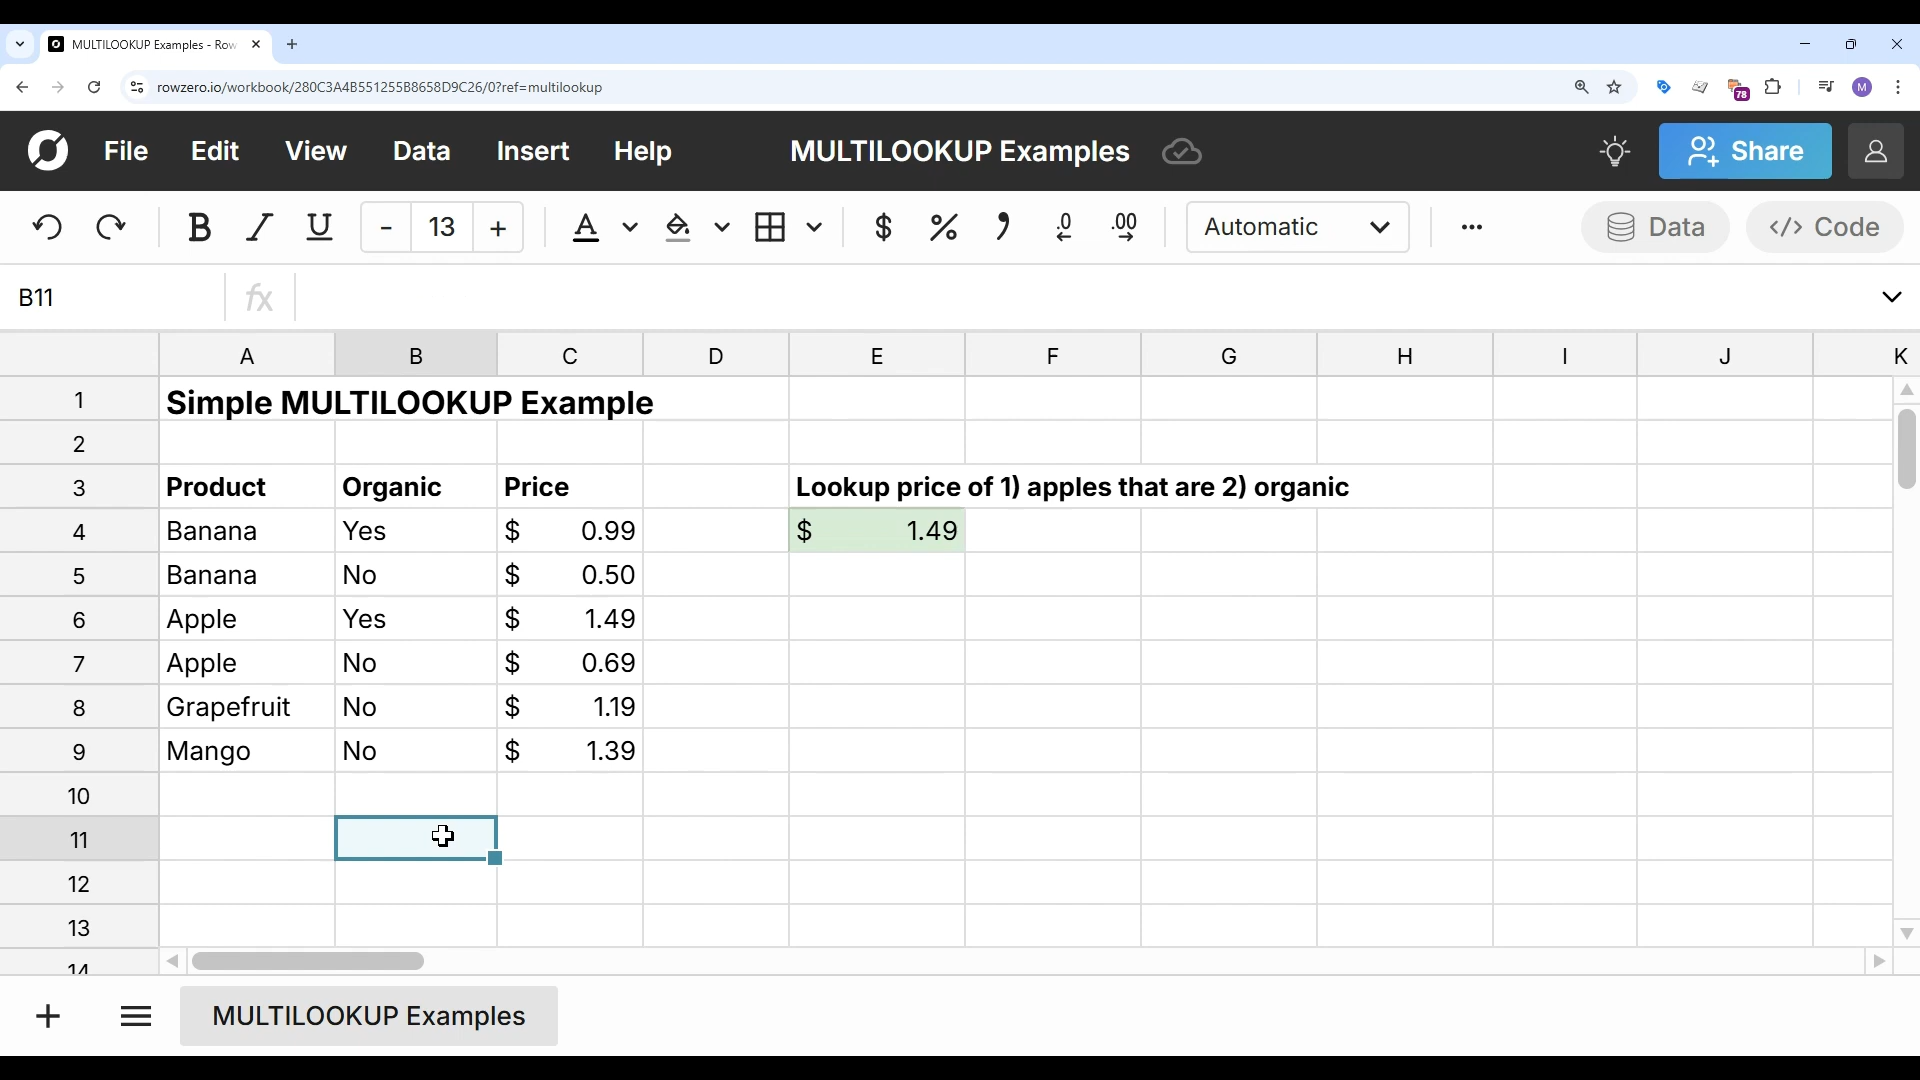 MULTILOOKUP Examples - Row
rowzero.io/workbook/280C3A4B551255B8658D9C26/0?ref=multilookup
78
M
File Edit View Data Insert Help MULTILOOKUP Examples Share
B I U - 13 + A $ % , .0 .00 Automatic ... Data </> Code
B11 fx
A B C D E F G H I J K
1 Simple MULTILOOKUP Example
2
3 Product Organic Price Lookup price of 1) apples that are 2) organic
4 Banana Yes $ 0.99 $ 1.49
5 Banana No $ 0.50
6 Apple Yes $ 1.49
7 Apple No $ 0.69
8 Grapefruit No $ 1.19
9 Mango No $ 1.39
10
11
12
13
14
+ MULTILOOKUP Examples